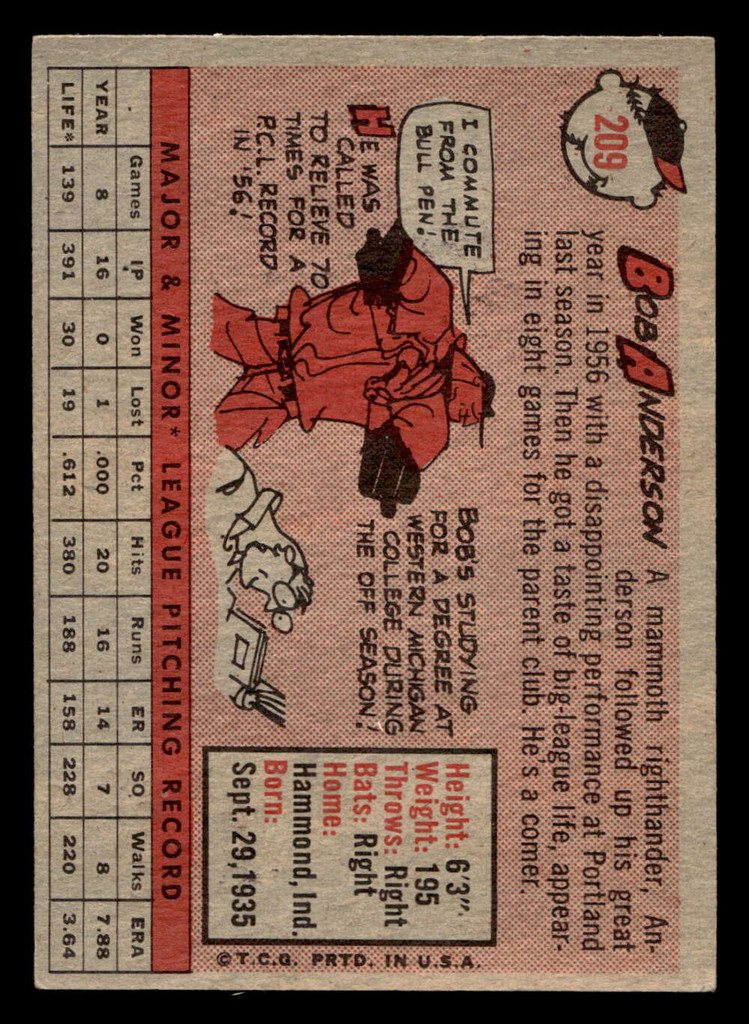 209
BOB ANDERSON
A mammoth righthander, An-
derson followed up his great
year in 1956 with a disappointing performance at Portland
last season. Then he got a taste of big-league life, appear-
ing in eight games for the parent club. He's a comer.
I COMMUTE
FROM THE
BULL PEN!
HE WAS
CALLED
TO RELIEVE 70
TIMES FOR A
P.C.L. RECORD
IN '56!
BOB'S STUDYING
FOR A DEGREE AT
WESTERN MICHIGAN
COLLEGE DURING
THE OFF SEASON!
Height: 6'3".
Weight: 195
Throws: Right
Bats: Right
Home:
Hammond, Ind.
Born:
Sept. 29, 1935
© T.C.G. PRTD. IN U.S.A.
MAJOR & MINOR* LEAGUE PITCHING RECORD
Games IP Won Lost Pct Hits Runs ER SO Walks ERA
YEAR 8 16 0 1 .000 20 16 14 7 8 7.88
LIFE* 139 391 30 19 .612 380 188 158 228 220 3.64